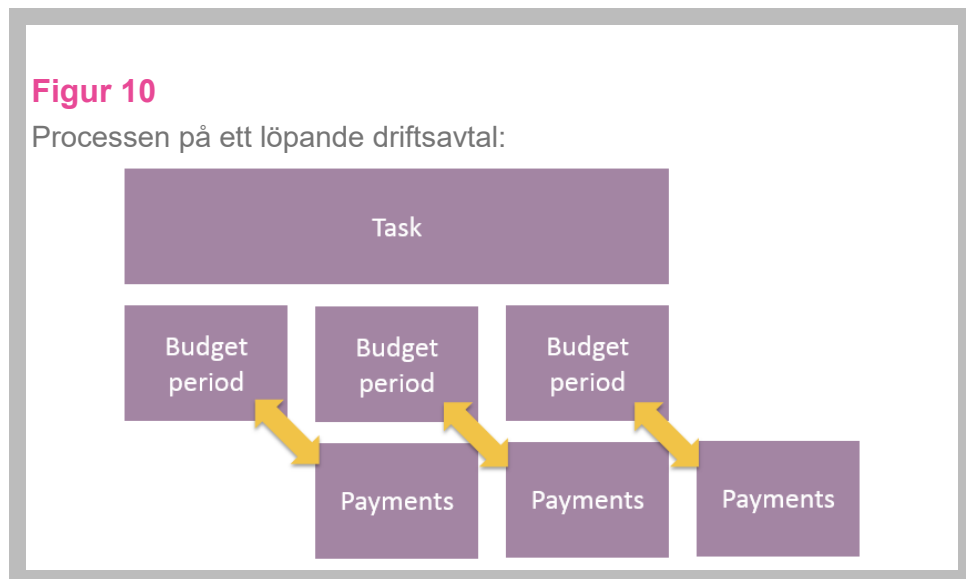 Figur 10
Processen på ett löpande driftsavtal:
Task
Budget
period
Budget
period
Budget
period
Payments
Payments
Payments